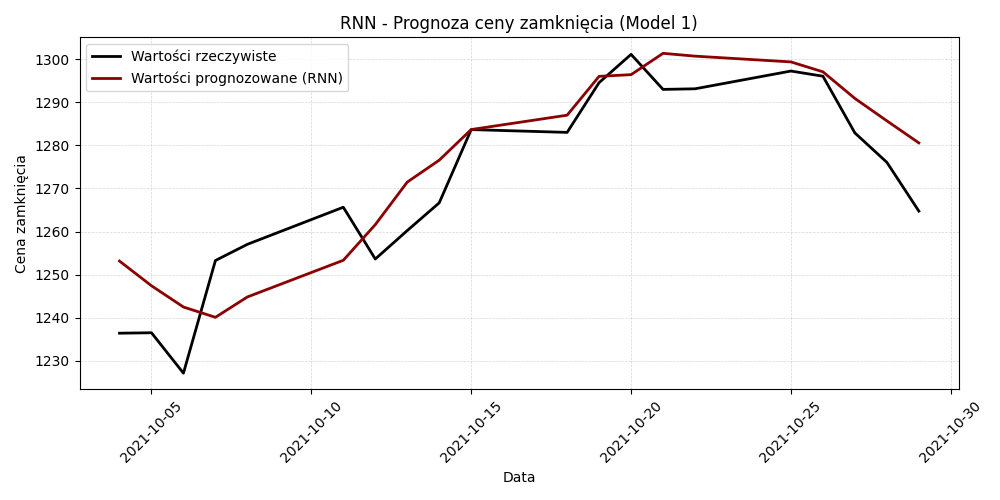 RNN - Prognoza ceny zamknięcia (Model 1)
Wartości rzeczywiste
Wartości prognozowane (RNN)
Cena zamknięcia
1300
1290
1280
1270
1260
1250
1240
1230
2021-10-05
2021-10-10
2021-10-15
2021-10-20
2021-10-25
2021-10-30
Data